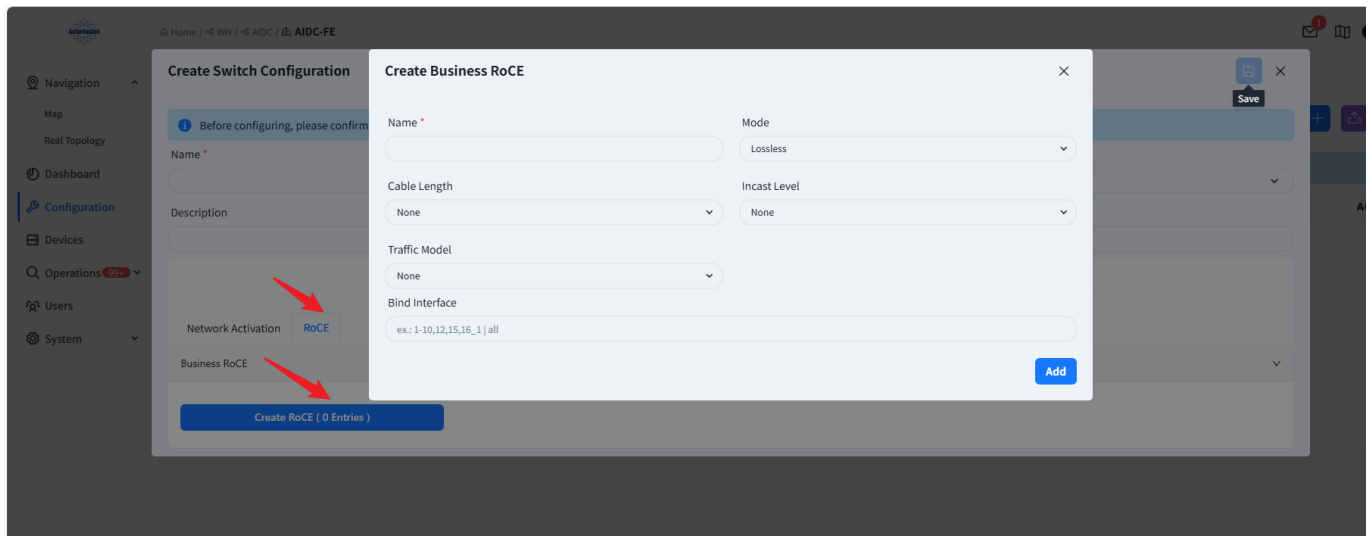 Asterfusion
Home / WH / AIDC / AIDC-FE
1
Navigation
Map
Real Topology
Dashboard
Configuration
Devices
Operations 99+
Users
System
Create Switch Configuration
Save
Before configuring, please confirm
Name *
Description
Network Activation RoCE
Business RoCE
Create RoCE ( 0 Entries )
Create Business RoCE
Name *
Mode
Lossless
Cable Length
Incast Level
None
None
Traffic Model
None
Bind Interface
ex.: 1-10,12,15,16_1 | all
Add